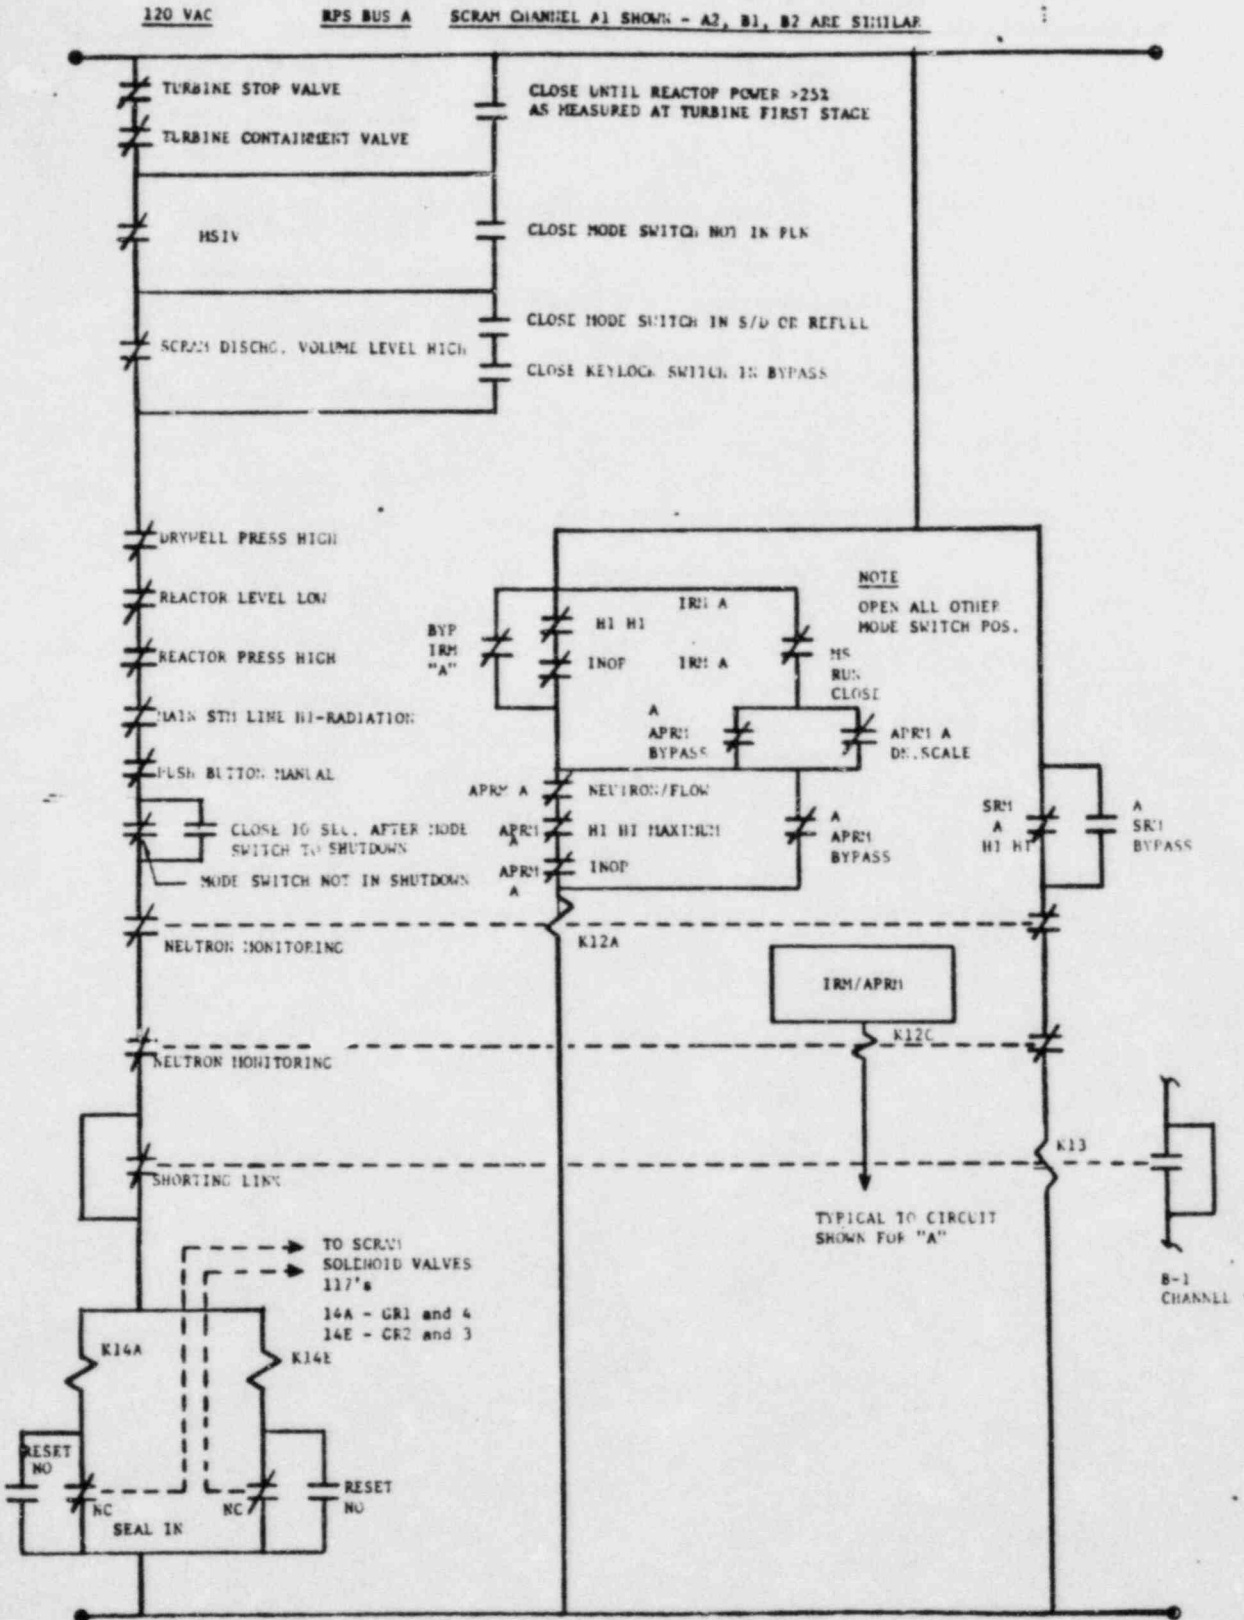 120 VAC RPS BUS A SCRAM CHANNEL A1 SHOWN - A2, B1, B2 ARE SIMILAR
TURBINE STOP VALVE
CLOSE UNTIL REACTOR POWER >25%
AS MEASURED AT TURBINE FIRST STAGE
TURBINE CONTAINMENT VALVE
MSIV
CLOSE MODE SWITCH NOT IN RUN
CLOSE MODE SWITCH IN S/D OR REFUEL
SCRAM DISCHG. VOLUME LEVEL HIGH
CLOSE KEYLOCK SWITCH IN BYPASS
DRYWELL PRESS HIGH
REACTOR LEVEL LOW
REACTOR PRESS HIGH
MAIN STM LINE HI-RADIATION
PUSH BUTTON MANUAL
CLOSE 10 SEC. AFTER MODE
SWITCH TO SHUTDOWN
MODE SWITCH NOT IN SHUTDOWN
NEUTRON MONITORING
NEUTRON MONITORING
SHORTING LINK
BYP
IRM
"A"
HI HI
IRM A
INOP
IRM A
MS
RUN
CLOSE
NOTE
OPEN ALL OTHER
MODE SWITCH POS.
A
APRM
BYPASS
APRM A
DN.SCALE
APRM A
NEUTRON/FLOW
APRM
A
HI HI MAXIMUM
APRM
A
INOP
A
APRM
BYPASS
SRM
A
HI HI
A
SRM
BYPASS
K12A
IRM/APRM
K12C
K13
TYPICAL TO CIRCUIT
SHOWN FOR "A"
B-1
CHANNEL
TO SCRAM
SOLENOID VALVES
117's
14A - GR1 and 4
14E - GR2 and 3
K14A
K14E
RESET
NO
NC
SEAL IN
NC
RESET
NO